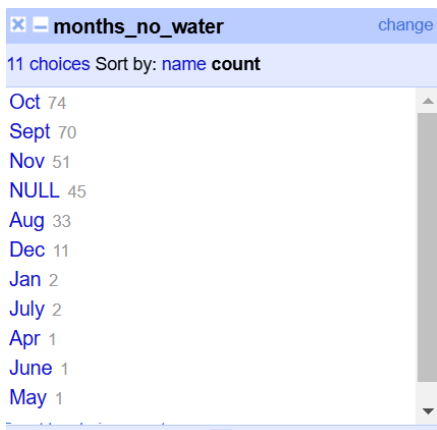 months_no_water change
11 choices Sort by: name count
Oct 74
Sept 70
Nov 51
NULL 45
Aug 33
Dec 11
Jan 2
July 2
Apr 1
June 1
May 1